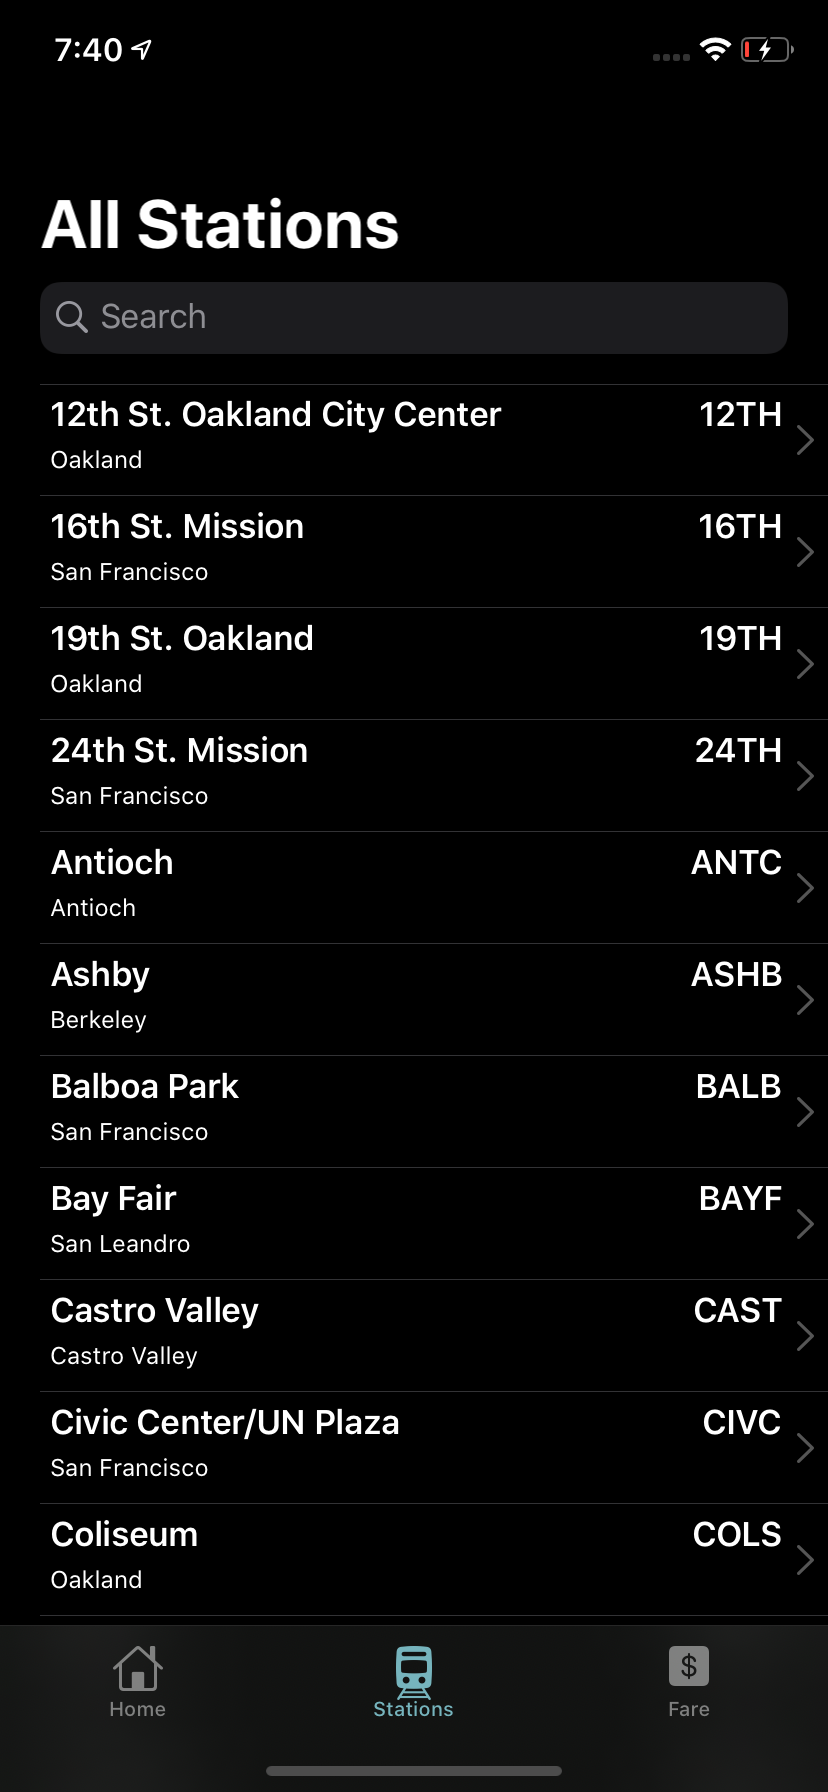 7:40
All Stations
Search
12th St. Oakland City Center 12TH
Oakland
16th St. Mission 16TH
San Francisco
19th St. Oakland 19TH
Oakland
24th St. Mission 24TH
San Francisco
Antioch ANTC
Antioch
Ashby ASHB
Berkeley
Balboa Park BALB
San Francisco
Bay Fair BAYF
San Leandro
Castro Valley CAST
Castro Valley
Civic Center/UN Plaza CIVC
San Francisco
Coliseum COLS
Oakland
$
Home Stations Fare